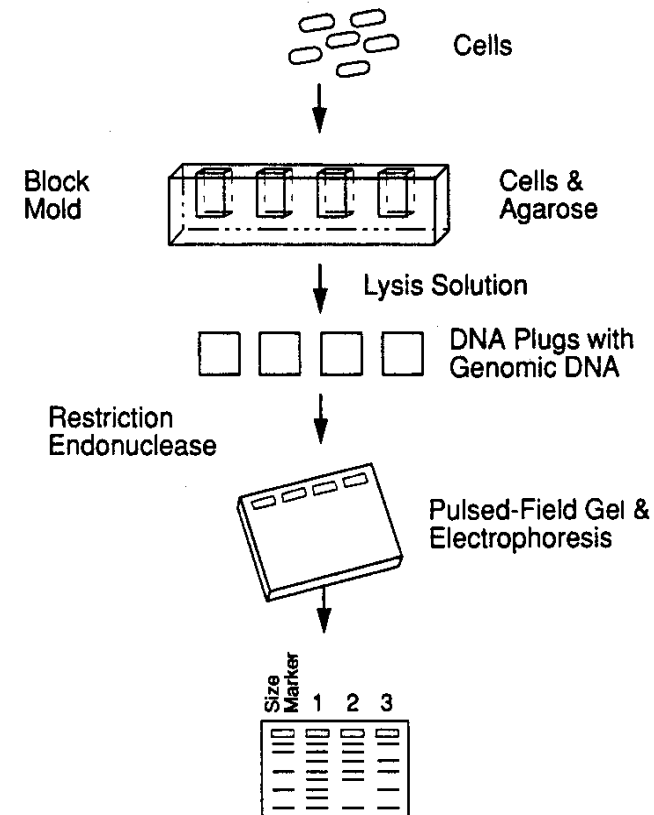 Cells
Block
Mold
Cells &
Agarose
Lysis Solution
DNA Plugs with
Genomic DNA
Restriction
Endonuclease
Pulsed-Field Gel &
Electrophoresis
Size
Marker
1 2 3